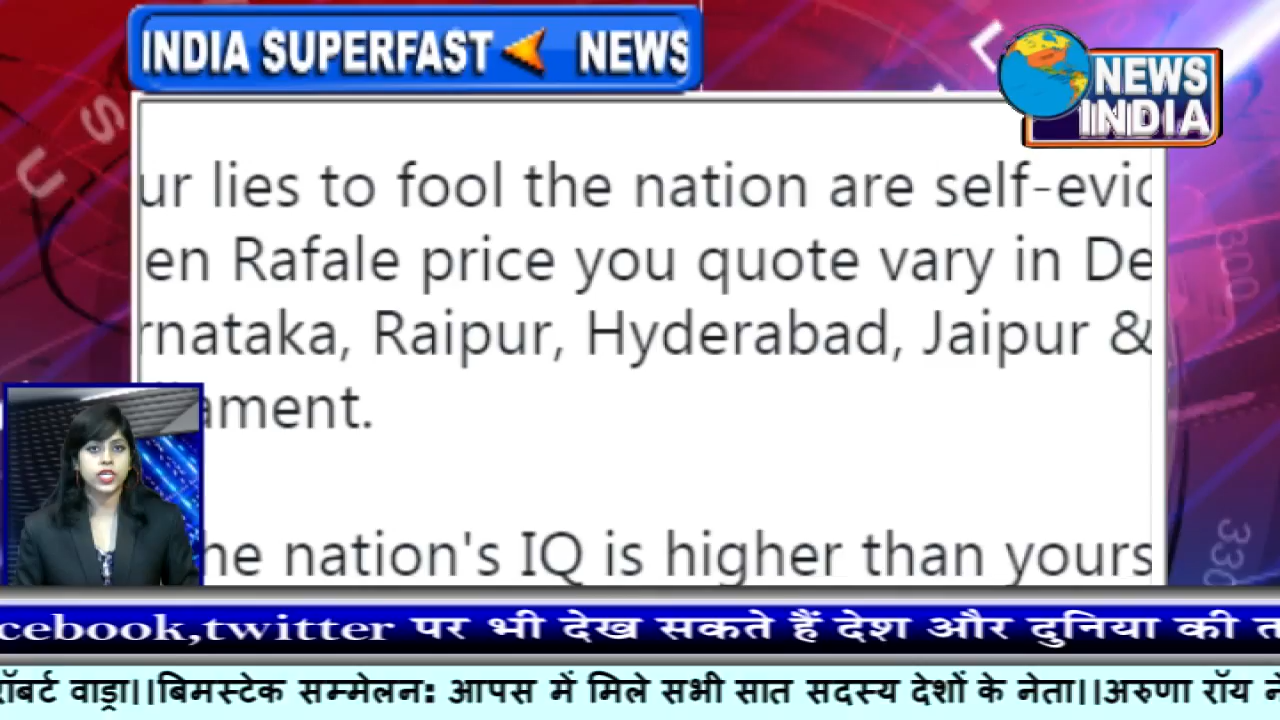 INDIA SUPERFAST NEWS
NEWS
INDIA
ur lies to fool the nation are self-evic
en Rafale price you quote vary in De
rnataka, Raipur, Hyderabad, Jaipur &
ament.
he nation's IQ is higher than yours
cebook,twitter पर भी देख सकते हैं देश और दुनिया की त
रॉबर्ट वाड्रा।।बिमस्टेक सम्मेलन: आपस में मिले सभी सात सदस्य देशों के नेता।।अरुणा रॉय ने